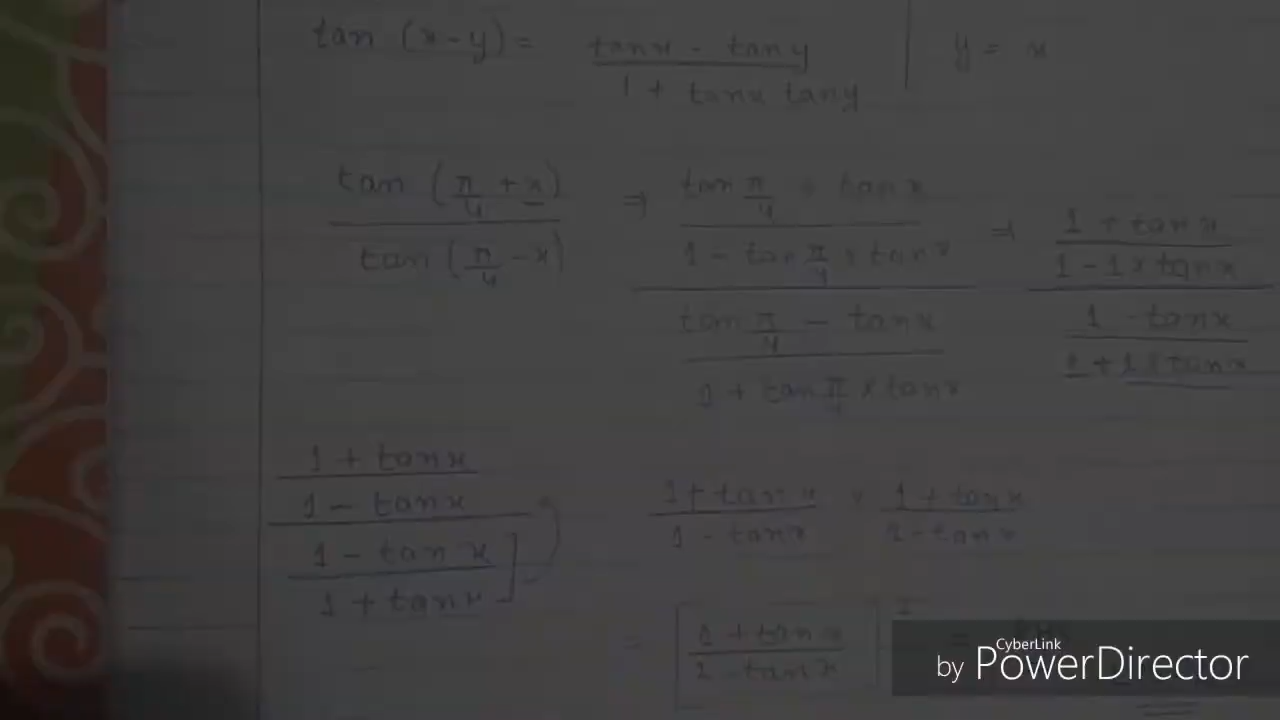 tan (x-y) = tanx - tany / 1 + tanx tany | y = x
tan (π/4 + x) / tan (π/4 - x) ⇒ tan π/4 + tanx / 1 - tan π/4 × tanx / tan π/4 - tanx / 1 + tan π/4 × tanx ⇒ 1 + tanx / 1 - 1 × tanx / 1 - tanx / 1 + 1 × tanx
1 + tanx / 1 - tanx / 1 - tanx / 1 + tanx
1 + tanx / 1 - tanx × 1 + tanx / 1 - tanx
= [1 + tanx / 1 - tanx] =
CyberLink
by PowerDirector